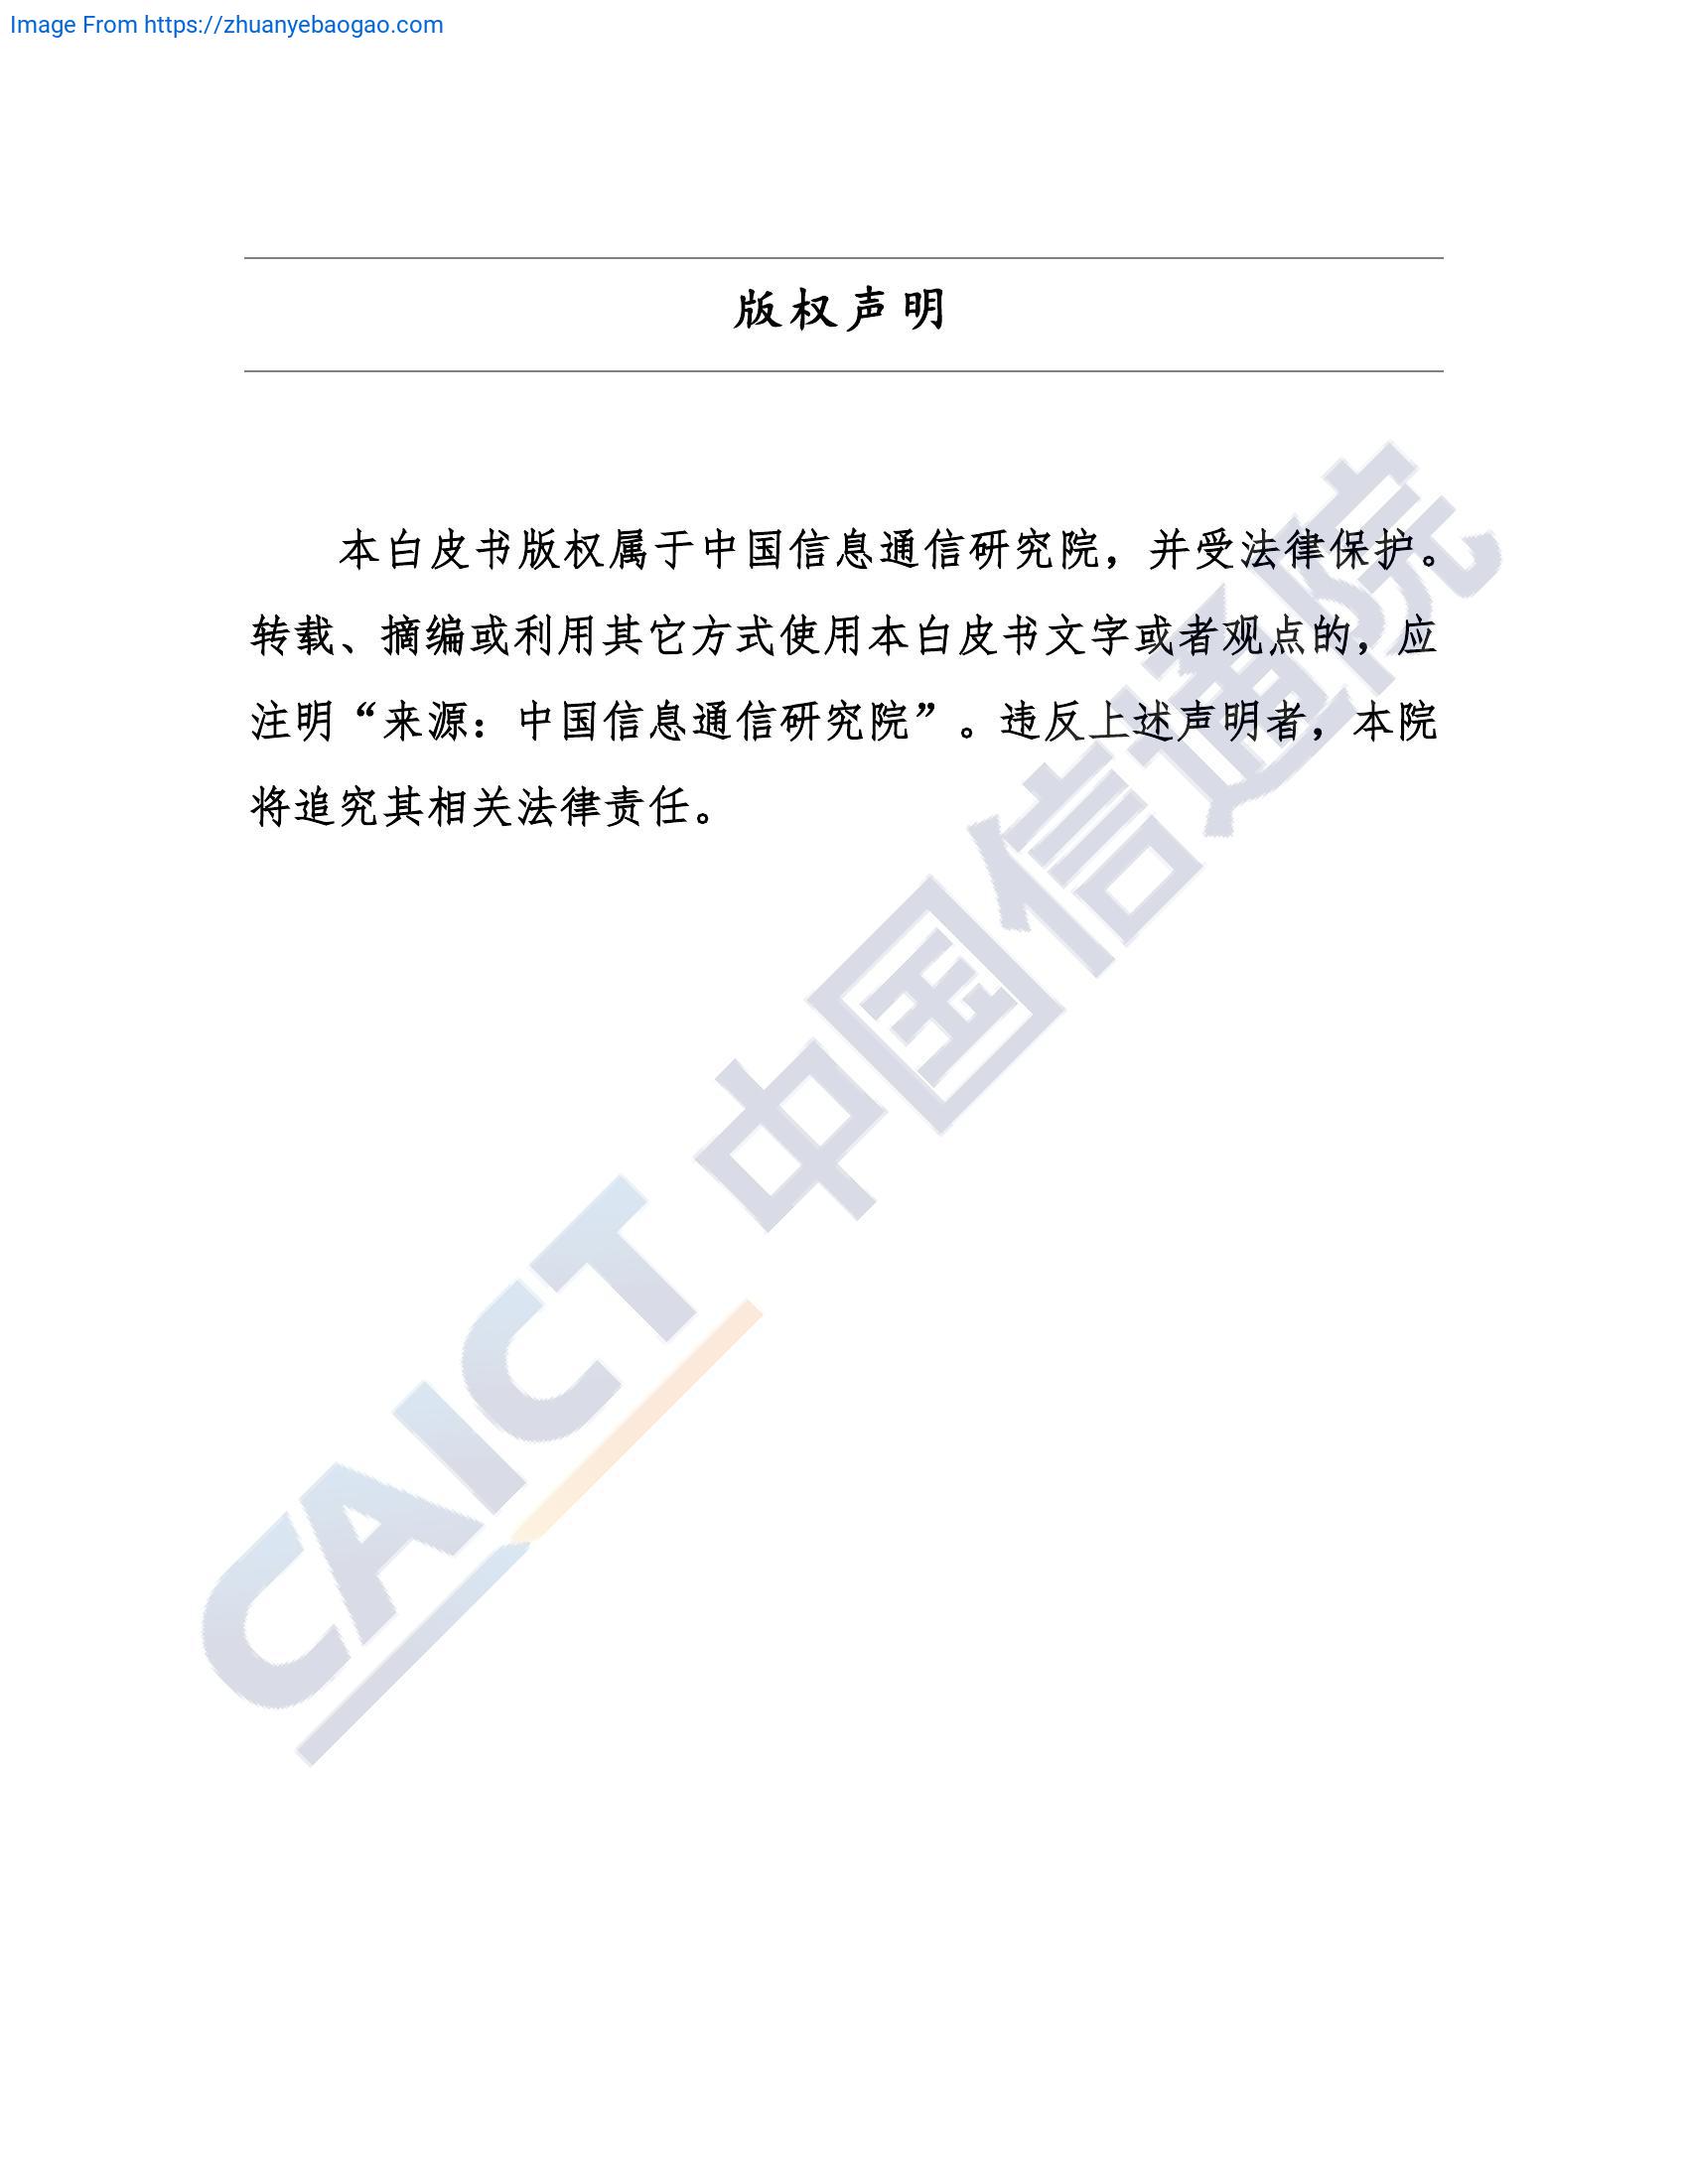 Image From https://zhuanyebaogao.com
版权声明
本白皮书版权属于中国信息通信研究院，并受法律保护。
转载、摘编或利用其它方式使用本白皮书文字或者观点的，应
注明“来源：中国信息通信研究院”。违反上述声明者，本院
将追究其相关法律责任。
CAICT 中国信通院